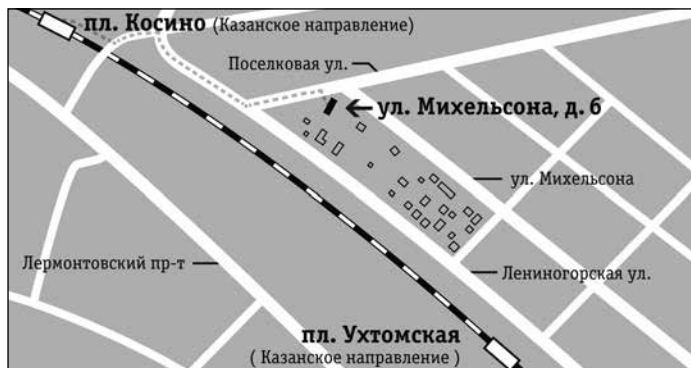 пл. Косино (Казанское направление)
Поселковая ул.
ул. Михельсона, д. 6
ул. Михельсона
Лермонтовский пр-т
Лениногорская ул.
пл. Ухтомская
( Казанское направление )